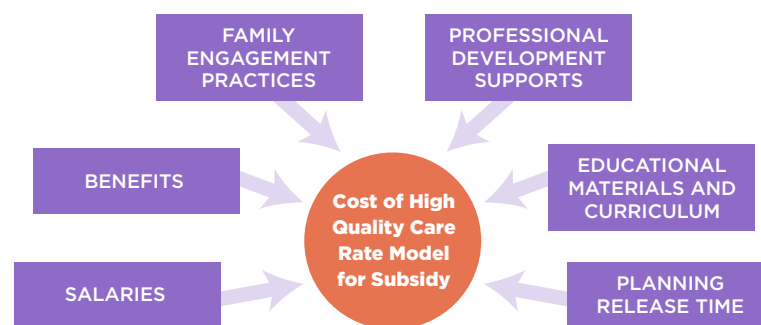 FAMILY
ENGAGEMENT
PRACTICES
PROFESSIONAL
DEVELOPMENT
SUPPORTS
BENEFITS
EDUCATIONAL
MATERIALS AND
CURRICULUM
Cost of High
Quality Care
Rate Model
for Subsidy
SALARIES
PLANNING
RELEASE TIME